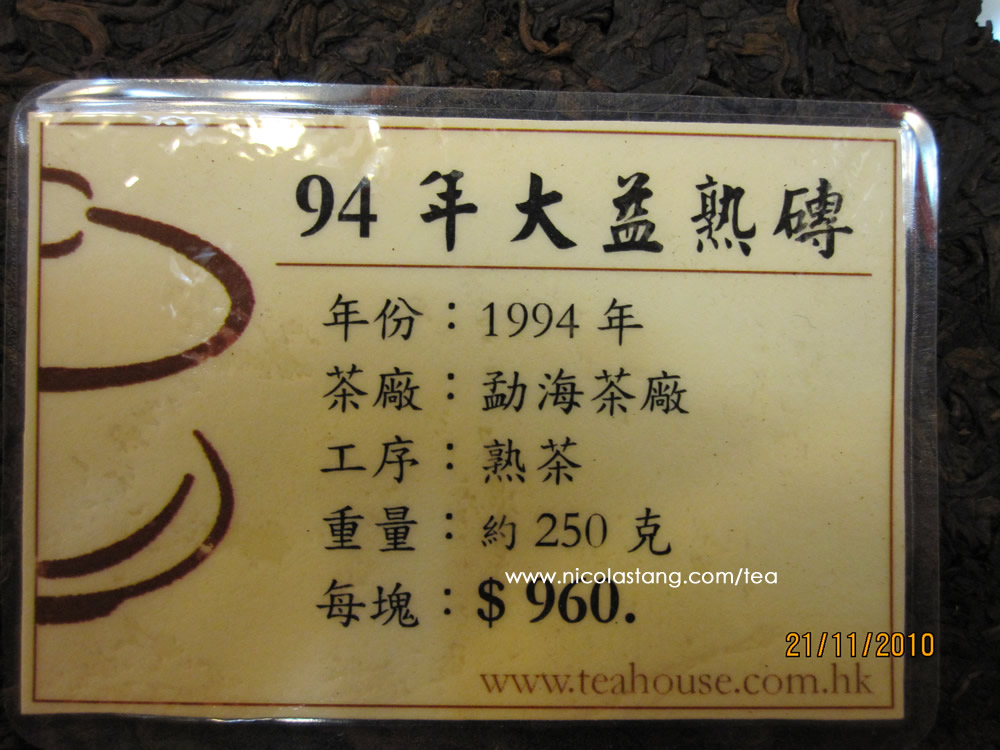 94 年大益熟磚
年份：1994 年
茶廠：勐海茶廠
工序：熟茶
重量：約 250 克
www.nicolastang.com/tea
每塊：$ 960.
21/11/2010
www.teahouse.com.hk